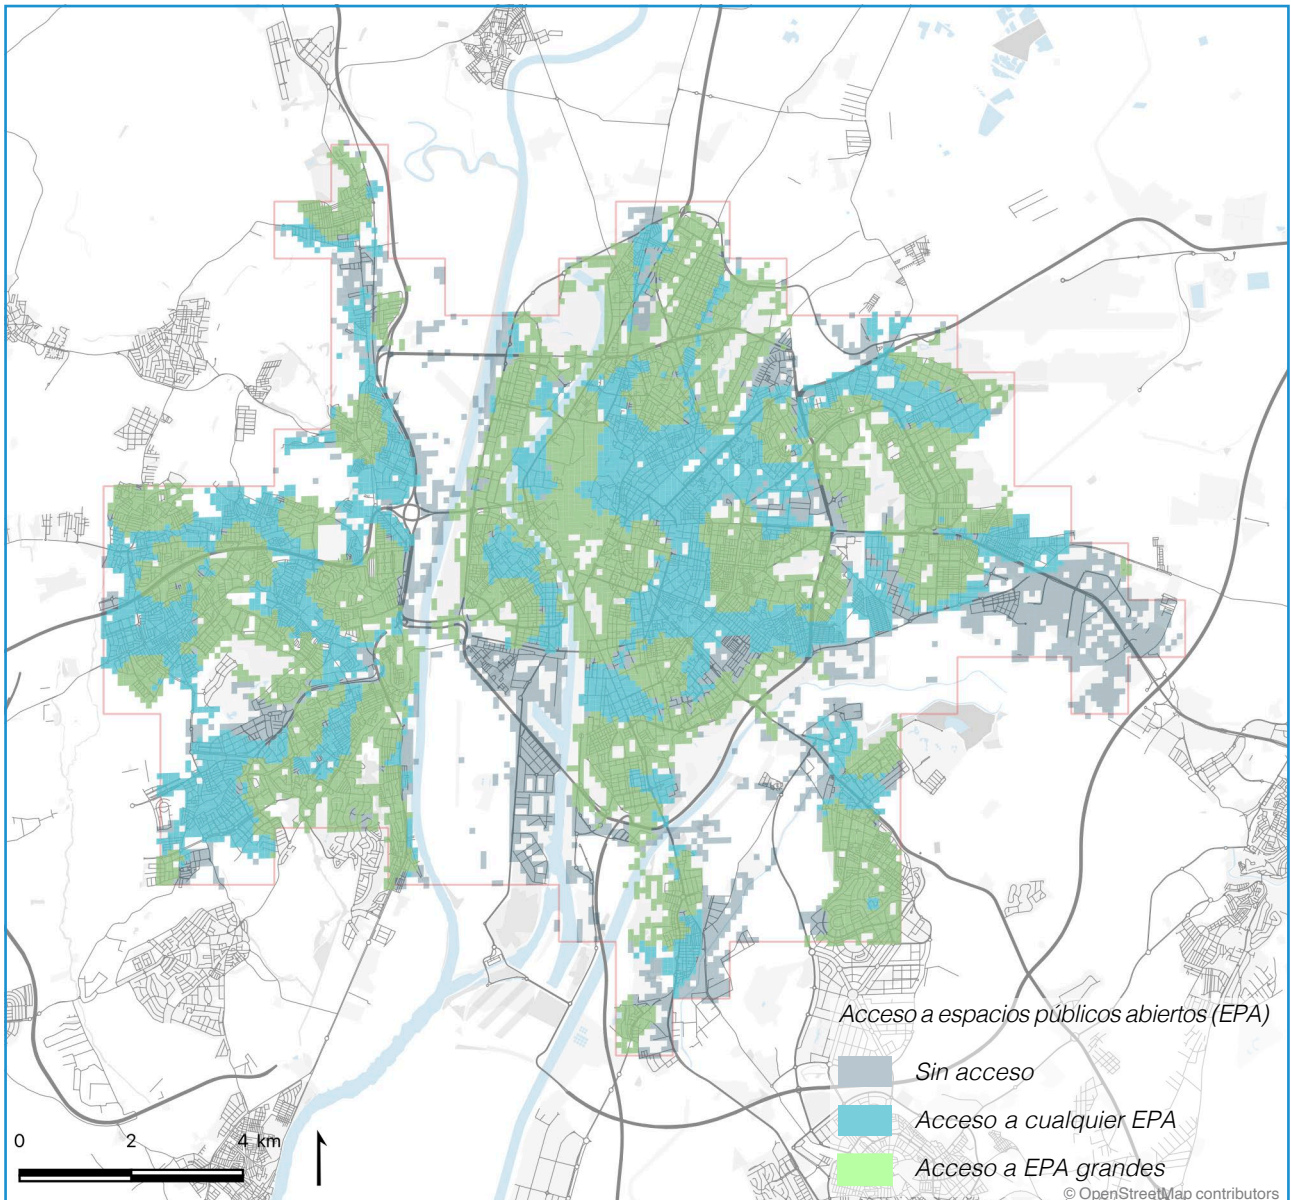 Acceso a espacios públicos abiertos (EPA)
Sin acceso
Acceso a cualquier EPA
Acceso a EPA grandes
0 2 4 km
© OpenStreetMap contributors